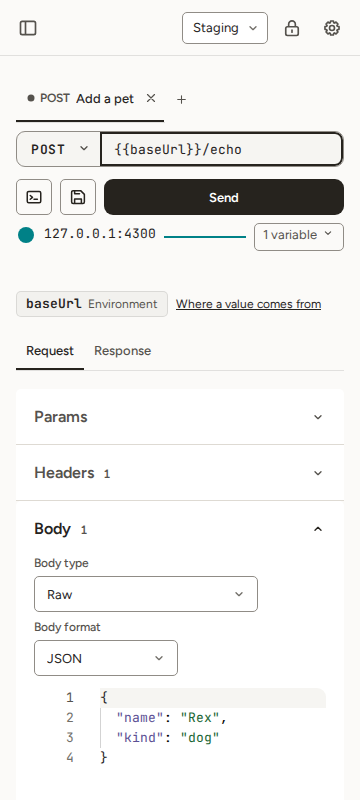 Staging
POST Add a pet
POST {{baseUrl}}/echo
Send
127.0.0.1:4300 1 variable
baseUrl Environment Where a value comes from
Request Response
Params
Headers 1
Body 1
Body type
Raw
Body format
JSON
1 {
2 "name": "Rex",
3 "kind": "dog"
4 }